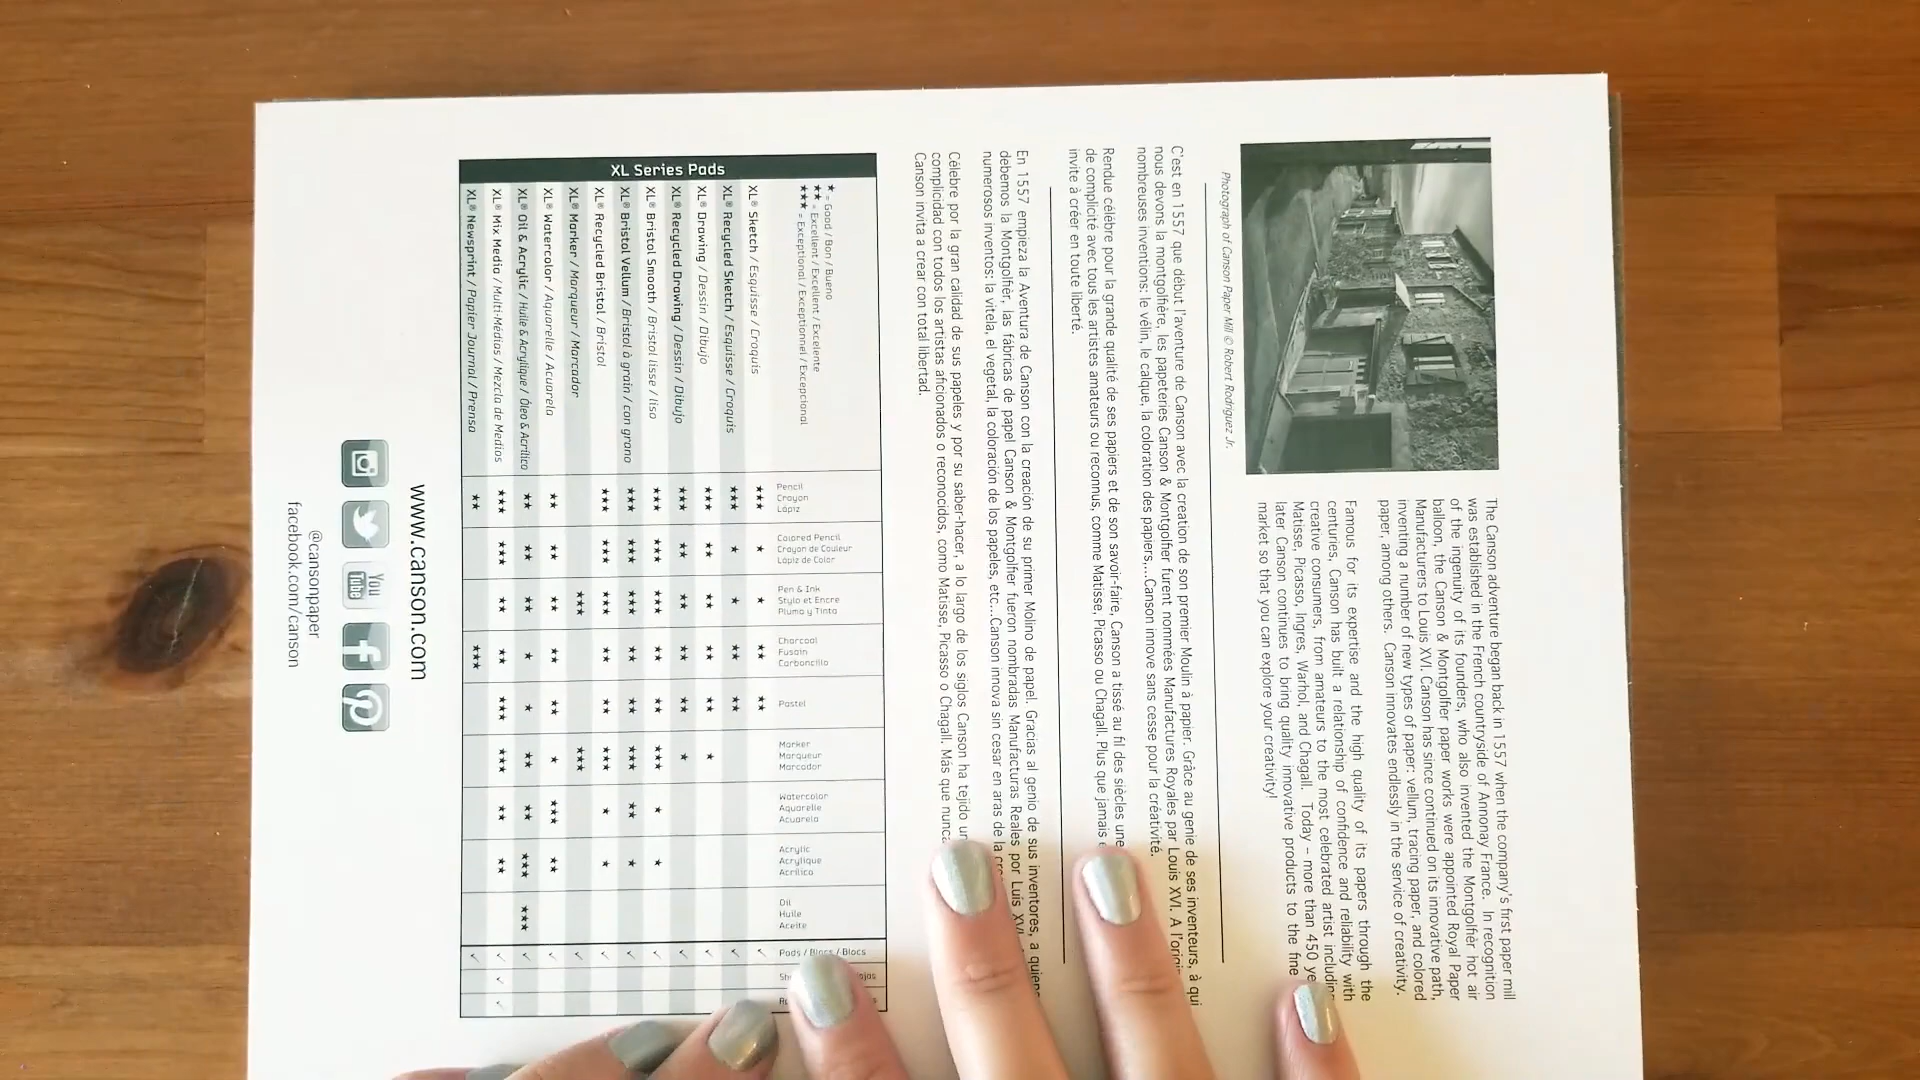 The Canson adventure began back in 1557 when the company's first paper mill
was established in the French countryside of Annonay France. In recognition
of the ingenuity of its founders, who also invented the Montgolfièr hot air
balloon, the Canson & Montgolfier paper works were appointed Royal Paper
Manufacturers to Louis XVI. Canson has since continued on its innovative path,
inventing a number of new types of paper: vellum, tracing paper, and colored
paper, among others. Canson innovates endlessly in the service of creativity.
Famous for its expertise and the high quality of its papers through the
centuries, Canson has built a relationship of confidence and reliability with
creative consumers, from amateurs to the most celebrated artist
Matisse, Picasso, Ingres, Warhol, and Chagall. Today – more than 450
later Canson continues to bring quality innovative products to the fine
market so that you can explore your creativity!
Photograph of Canson Paper Mill © Robert Rodriguez Jr.
C'est en 1557 que début l'aventure de Canson avec la creation de son premier Moulin à papier. Grâce au genie de ses inventeurs, à qui
nous devons la montgolfière, les papeteries Canson & Montgolfier furent nommées Manufactures Royales par Louis XVI. A
nombreuses inventions: le vélin, le calque, la coloration des papiers,...Canson innove sans cesse pour la créativité.
Rendue célèbre pour la grande qualité de ses papiers et de son savoir-faire, Canson a tissé au fil des siècles une
de complicité avec tous les artistes amateurs ou reconnus, comme Matisse, Picasso ou Chagall. Plus que jamais
invite à créer en toute liberté.
En 1557 empieza la Aventura de Canson con la creación de su primer Molino de papel. Gracias al genio de sus inventores, a quienes
debemos la Montgolfièr, las fábricas de papel Canson & Montgolfier fueron nombradas Manufacturas Reales por Luis XVI.
numerosos inventos: la vitela, el vegetal, la coloración de los papeles, etc...Canson innova sin cesar en aras de la
Célebre por la gran calidad de sus papeles y por su saber-hacer, a lo largo de los siglos Canson ha tejido
complicidad con todos los artistas aficionados o reconocidos, como Matisse, Picasso o Chagall. Más que nunca
Canson invita a crear con total libertad.
XL Series Pads
★ = Good / Bon / Bueno
★★ = Excellent / Excellent / Excelente
★★★ = Exceptional / Exceptionnel / Excepcional
Pencil
Crayon
Lápiz
Colored Pencil
Crayon de Couleur
Lápiz de Color
Pen & Ink
Stylo et Encre
Pluma y Tinta
Charcoal
Fusain
Carboncillo
Pastel
Marker
Marqueur
Marcador
Watercolor
Aquarelle
Acuarela
Acrylic
Acrylique
Acrílico
Oil
Huile
Aceite
Pads / Blocs / Blocs
XL® Sketch / Esquisse / Croquis ★★★ ★ ★ ★★ ★★ ✓
XL® Recycled Sketch / Esquisse / Croquis ★★★ ★ ★ ★★ ★★ ✓
XL® Drawing / Dessin / Dibujo ★★★ ★★ ★★ ★★ ★★ ★ ✓
XL® Recycled Drawing / Dessin / Dibujo ★★★ ★★ ★★ ★★ ★★ ★ ✓
XL® Bristol Smooth / Bristol lisse / liso ★★★ ★★★ ★★★ ★★ ★★ ★★★ ★ ★ ✓
XL® Bristol Vellum / Bristol à grain / con grano ★★★ ★★★ ★★★ ★★ ★★ ★★★ ★★ ★ ✓
XL® Recycled Bristol / Bristol ★★★ ★★★ ★★★ ★★ ★★ ★★★ ★ ★ ✓
XL® Marker / Marqueur / Marcador ★★★ ★★★ ✓
XL® Watercolor / Aquarelle / Acuarela ★★ ★★ ★★ ★★ ★★ ★ ★★★ ★★ ✓
XL® Oil & Acrylic / Huile & Acrylique / Óleo & Acrílico ★★ ★★ ★★ ★ ★ ★★ ★★ ★★★ ★★★ ✓
XL® Mix Media / Multi-Médias / Mezcla de Medios ★★★ ★★★ ★★ ★★ ★★★ ★★★ ★★ ★★ ✓ ✓ ✓
XL® Newsprint / Papier Journal / Prensa ★★ ★★★ ✓
www.canson.com
You Tube
@cansonpaper
facebook.com/canson